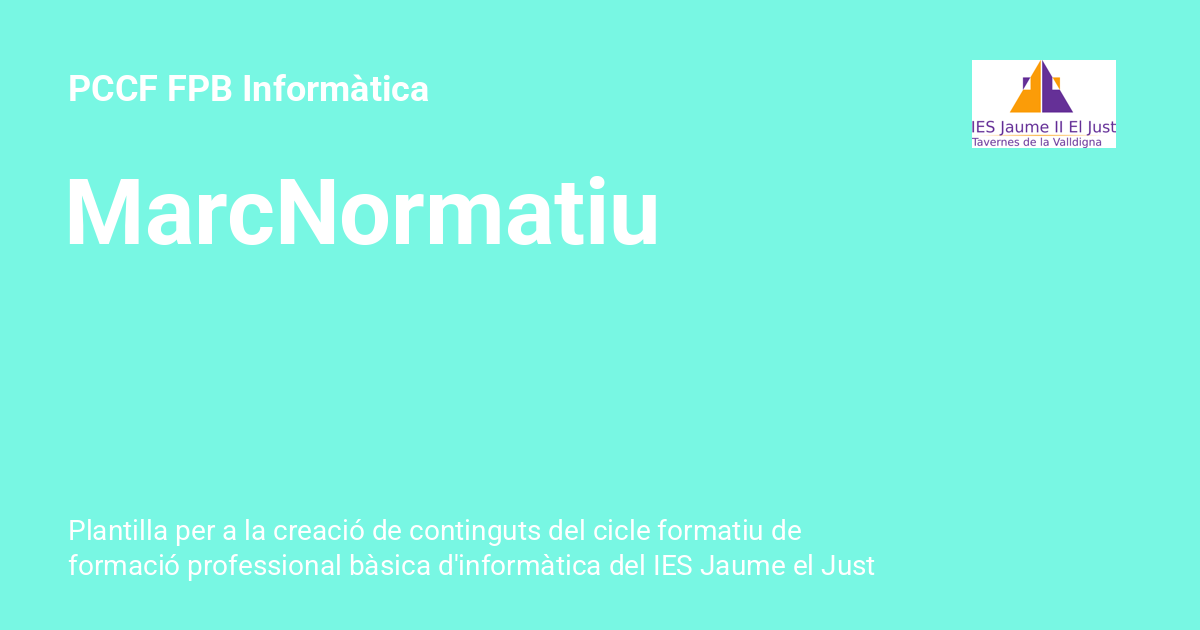 PCCF FPB Informàtica
IES Jaume II El Just
Tavernes de la Valldigna
MarcNormatiu
Plantilla per a la creació de continguts del cicle formatiu de
formació professional bàsica d'informàtica del IES Jaume el Just